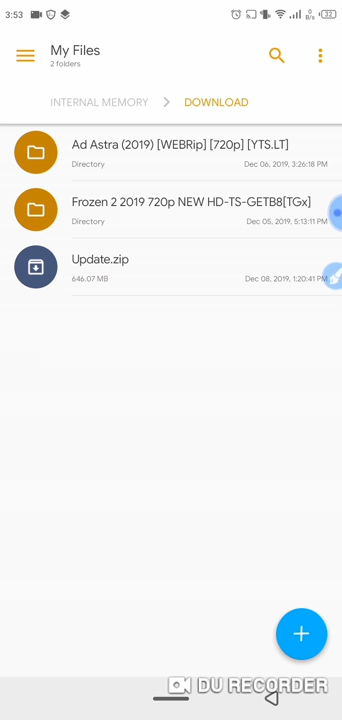 3:53
0
B/s
32
My Files
2 folders
INTERNAL MEMORY
DOWNLOAD
Ad Astra (2019) [WEBRip] [720p] [YTS.LT]
Directory
Dec 06, 2019, 3:26:18 PM
Frozen 2 2019 720p NEW HD-TS-GETB8[TGx]
Directory
Dec 05, 2019, 5:13:11 PM
Update.zip
646.07 MB
Dec 08, 2019, 1:20:41 PM
DU RECORDER